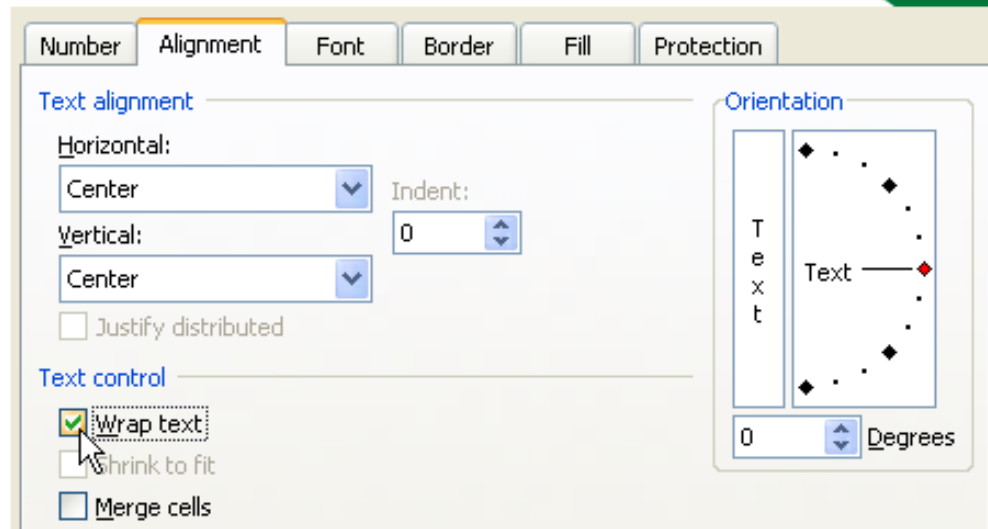 Number Alignment Font Border Fill Protection
Text alignment
Horizontal:
Center
Indent:
0
Vertical:
Center
Justify distributed
Text control
Wrap text
Shrink to fit
Merge cells
Orientation
Text
Text
0 Degrees